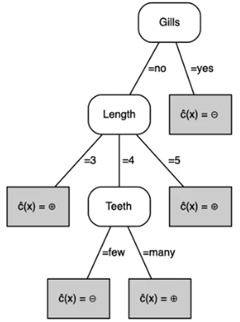 Gills
=no =yes
Length ĉ(x) = ⊖
=3 =4 =5
ĉ(x) = ⊕ Teeth ĉ(x) = ⊕
=few =many
ĉ(x) = ⊖ ĉ(x) = ⊕